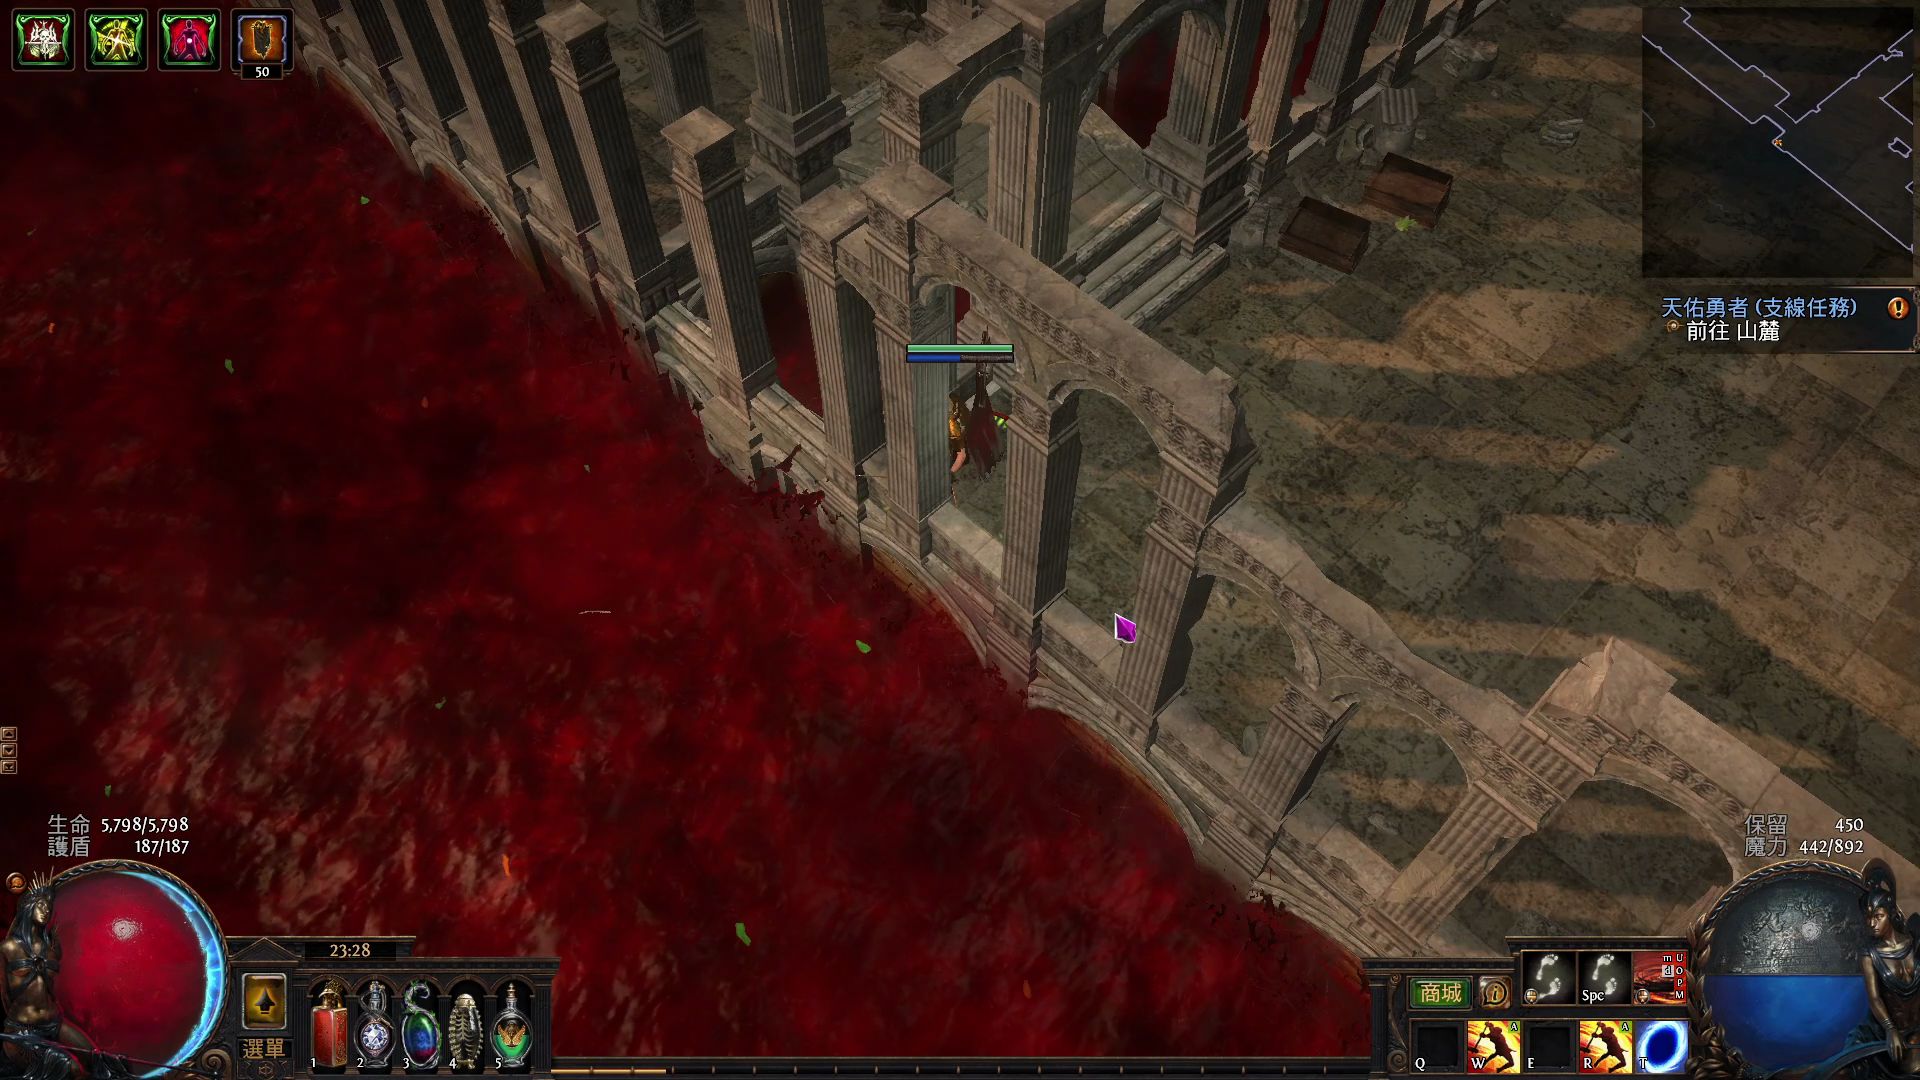 50
天佑勇者 (支線任務)
前往 山麓
生命 5,798/5,798
護盾 187/187
保留 450
魔力 442/892
23:28
選單
1 2 3 4 5
商城
Spc
m U
d O
P
M
Q W A E R A T